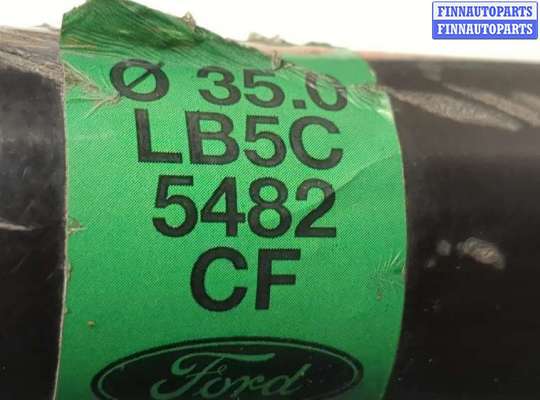 FINNAUTOPARTS
FINNAUTOPARTS
Ø 35.0
LB5C
5482
CF
Ford